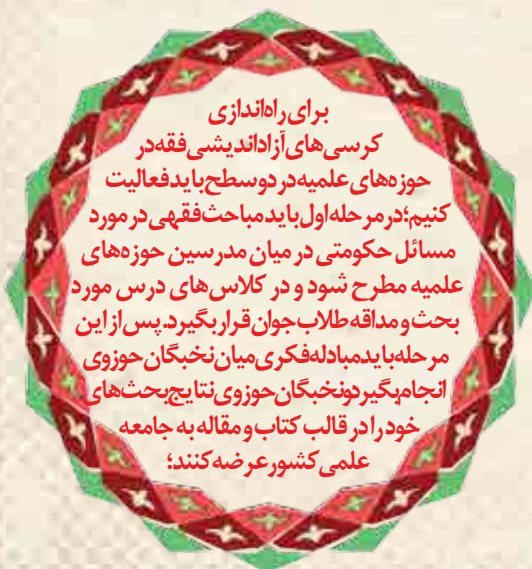 برای راه‌اندازی
کرسی‌های آزاداندیشی فقه در
حوزه‌های علمیه در دو سطح باید فعالیت
کنیم؛ در مرحله اول باید مباحث فقهی در مورد
مسائل حکومتی در میان مدرسین حوزه‌های
علمیه مطرح شود و در کلاس‌های درس مورد
بحث و مداقه طلاب جوان قرار بگیرد. پس از این
مرحله باید مبادله فکری میان نخبگان حوزوی
انجام بگیرد و نخبگان حوزوی نتایج بحث‌های
خود را در قالب کتاب و مقاله به جامعه
علمی کشور عرضه کنند؛